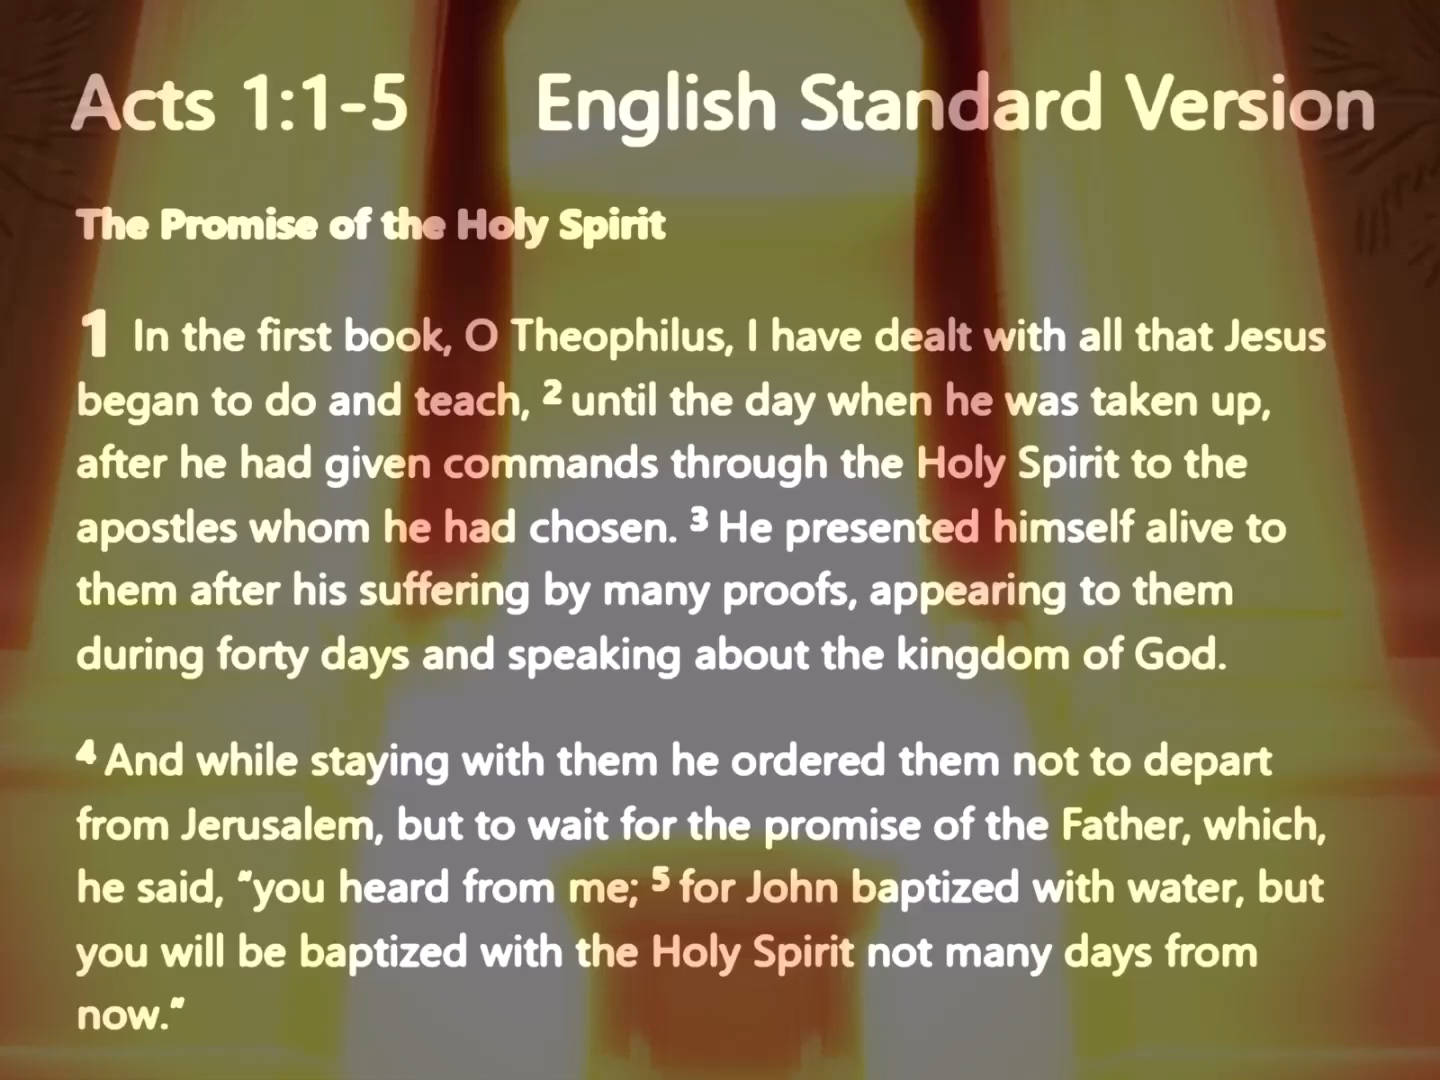 Acts 1:1-5 English Standard Version
The Promise of the Holy Spirit
1 In the first book, O Theophilus, I have dealt with all that Jesus
began to do and teach, 2 until the day when he was taken up,
after he had given commands through the Holy Spirit to the
apostles whom he had chosen. 3 He presented himself alive to
them after his suffering by many proofs, appearing to them
during forty days and speaking about the kingdom of God.
4 And while staying with them he ordered them not to depart
from Jerusalem, but to wait for the promise of the Father, which,
he said, "you heard from me; 5 for John baptized with water, but
you will be baptized with the Holy Spirit not many days from
now."